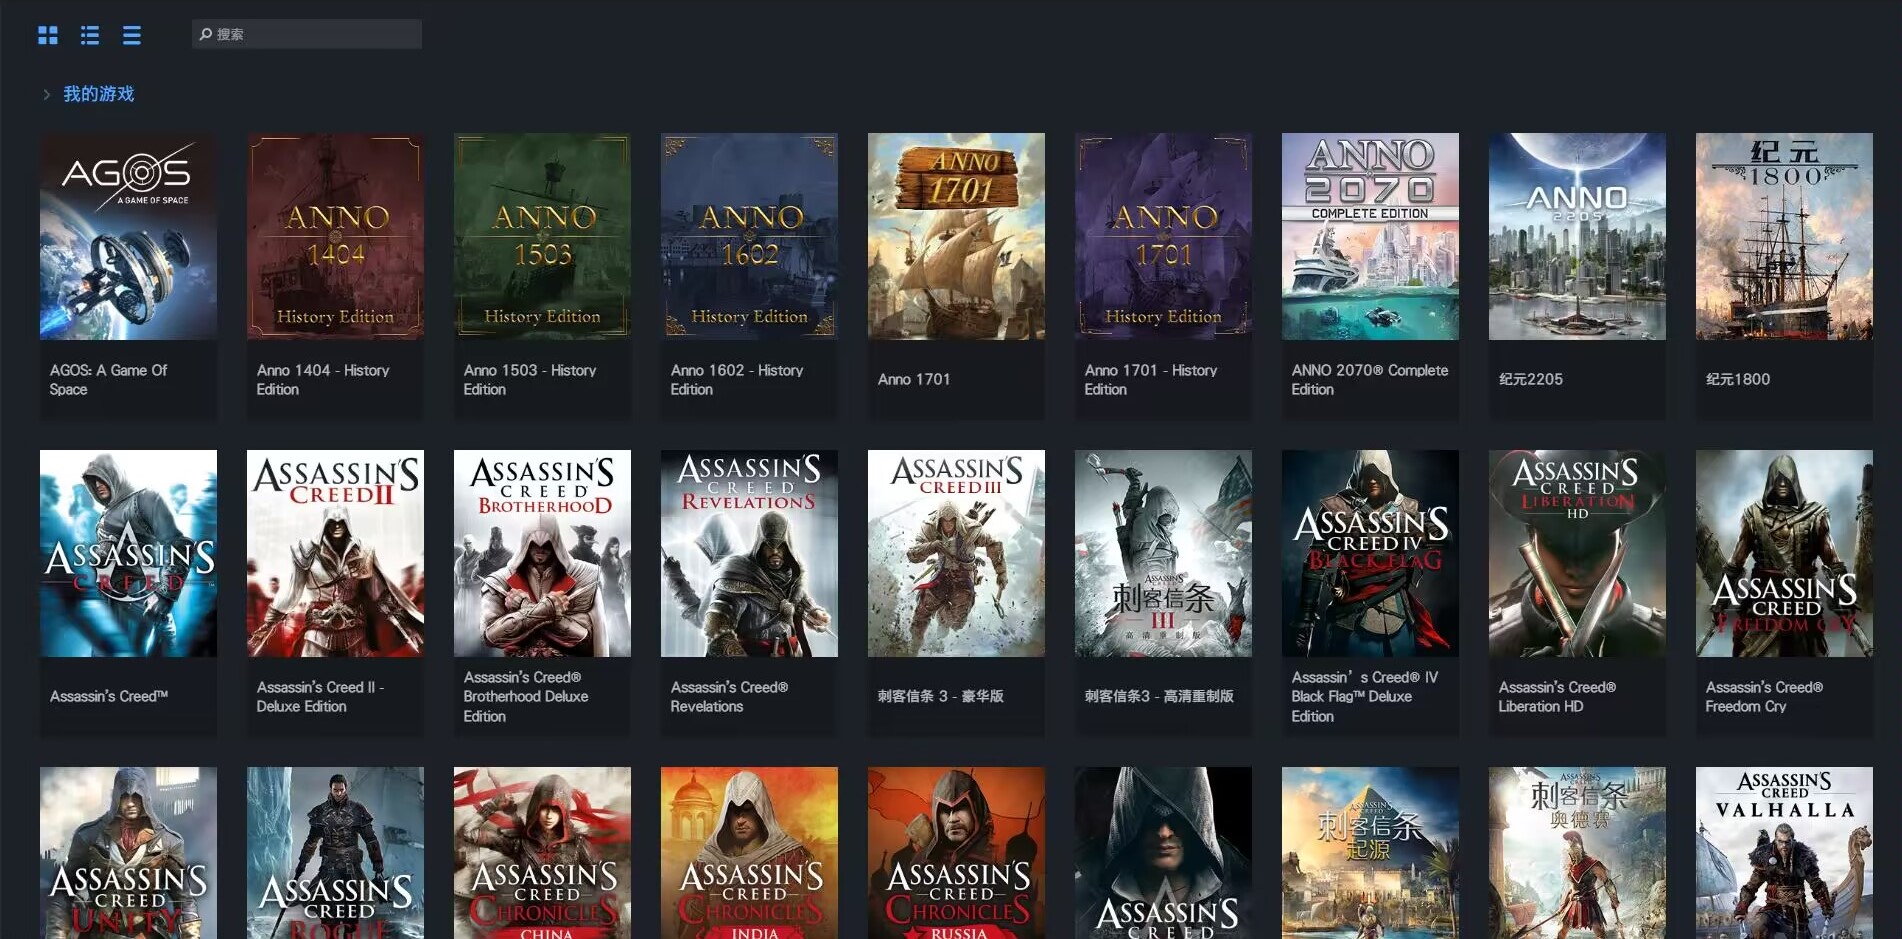 搜索
我的游戏
AGOS
A GAME OF SPACE
ANNO
1404
History Edition
ANNO
1503
History Edition
ANNO
1602
History Edition
ANNO
1701
ANNO
1701
History Edition
ANNO
2070
COMPLETE EDITION
ANNO
2205
纪元
1800
AGOS: A Game Of
Space
Anno 1404 - History
Edition
Anno 1503 - History
Edition
Anno 1602 - History
Edition
Anno 1701
Anno 1701 - History
Edition
ANNO 2070® Complete
Edition
纪元2205
纪元1800
ASSASSIN'S
CREED
ASSASSIN'S
CREED II
ASSASSIN'S
CREED
BROTHERHOOD
ASSASSIN'S
CREED
REVELATIONS
ASSASSIN'S
CREED III
ASSASSIN'S
CREED
刺客信条
III
高清重制版
ASSASSIN'S
CREED IV
BLACK FLAG
ASSASSIN'S
CREED
LIBERATION
HD
ASSASSIN'S
CREED
FREEDOM CRY
Assassin's Creed™
Assassin's Creed II -
Deluxe Edition
Assassin's Creed®
Brotherhood Deluxe
Edition
Assassin's Creed®
Revelations
刺客信条 3 - 豪华版
刺客信条3 - 高清重制版
Assassin’s Creed® IV
Black Flag™ Deluxe
Edition
Assassin's Creed®
Liberation HD
Assassin's Creed®
Freedom Cry
ASSASSIN'S
CREED
UNITY
ASSASSIN'S
CREED
ROGUE
ASSASSIN'S
CREED
CHRONICLES
CHINA
ASSASSIN'S
CREED
CHRONICLES
INDIA
ASSASSIN'S
CREED
CHRONICLES
RUSSIA
ASSASSIN'S
CREED
ASSASSIN'S
CREED
刺客信条
起源
ASSASSIN'S
CREED
刺客信条
奥德赛
ASSASSIN'S
CREED
VALHALLA